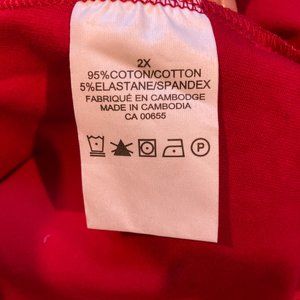 2X
95%COTON/COTTON
5%ELASTANE/SPANDEX
FABRIQUÉ EN CAMBODGE
MADE IN CAMBODIA
CA 00655
P